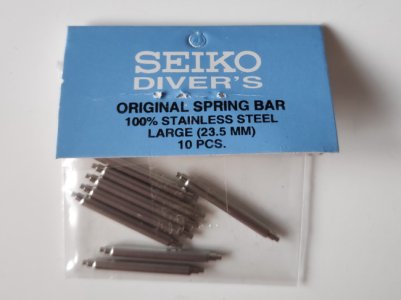 SEIKO
DIVER'S
ORIGINAL SPRING BAR
100% STAINLESS STEEL
LARGE (23.5 MM)
10 PCS.